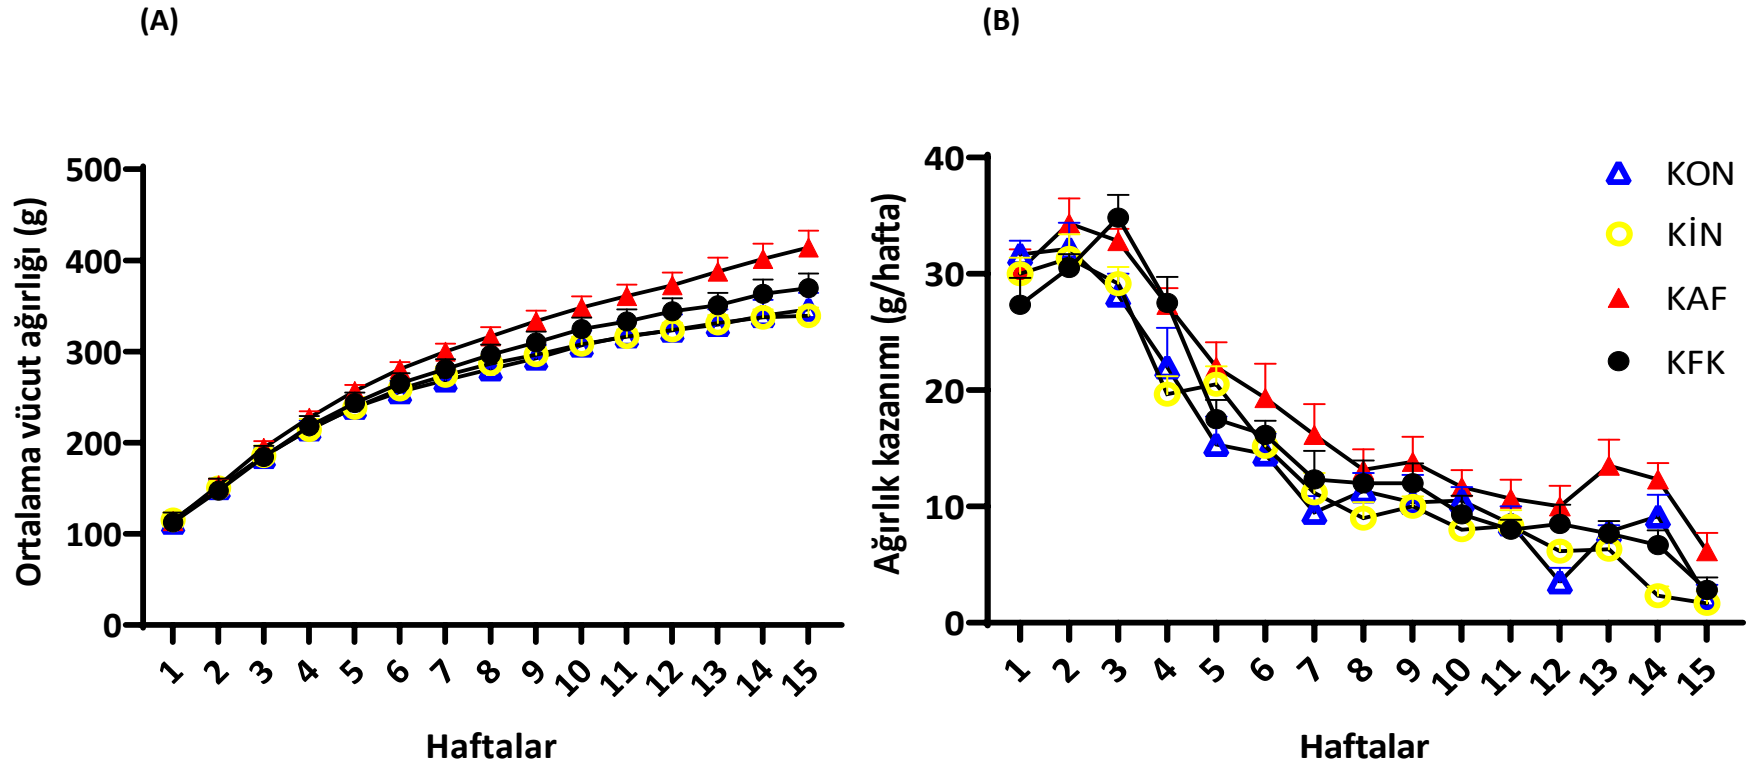 (A)
Ortalama vücut ağırlığı (g)
500
400
300
200
100
0
1 2 3 4 5 6 7 8 9 10 11 12 13 14 15
Haftalar
(B)
Ağırlık kazanımı (g/hafta)
40
30
20
10
0
1 2 3 4 5 6 7 8 9 10 11 12 13 14 15
Haftalar
KON
KİN
KAF
KFK